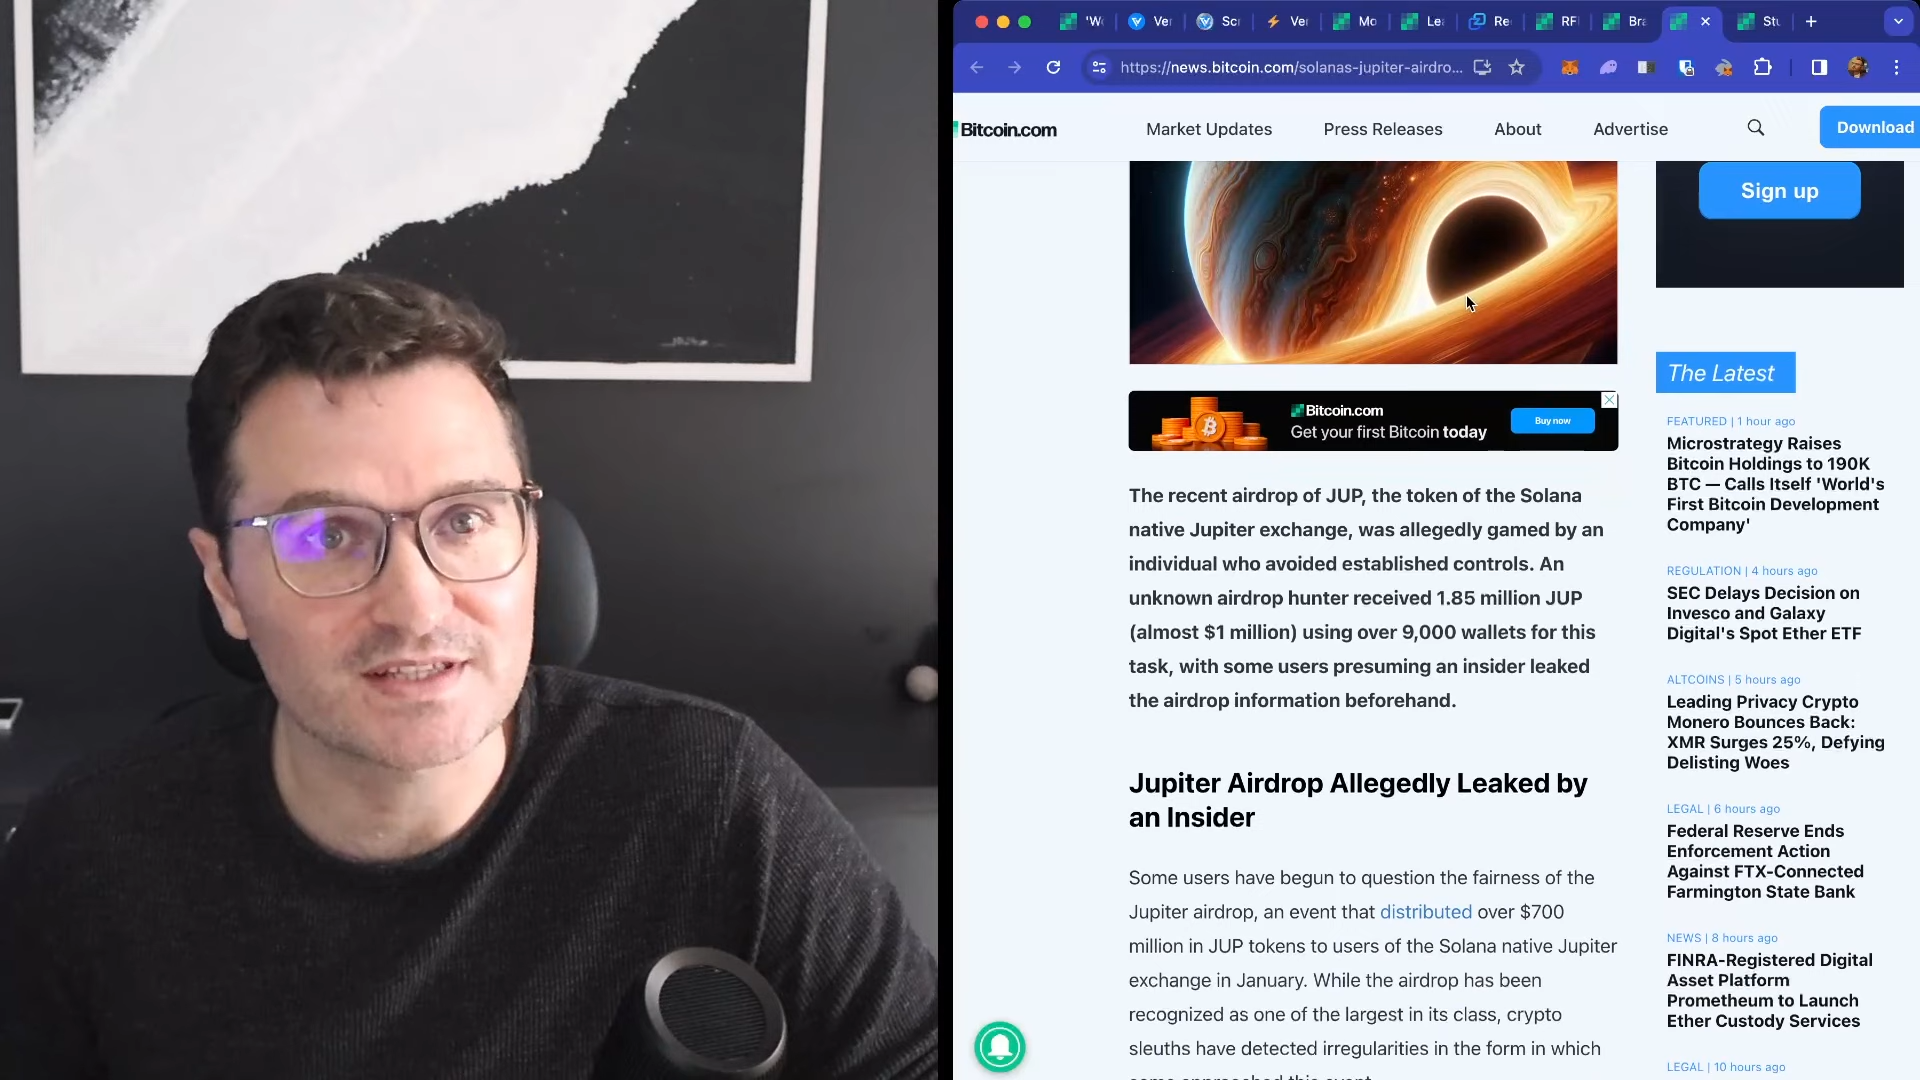 'Wo
Ver
Scr
Ver
Mo
Lea
Re
RFI
Bra
Stu
https://news.bitcoin.com/solanas-jupiter-airdro...
Bitcoin.com
Market Updates
Press Releases
About
Advertise
Download
Sign up
Bitcoin.com
Get your first Bitcoin today
Buy now
The recent airdrop of JUP, the token of the Solana
native Jupiter exchange, was allegedly gamed by an
individual who avoided established controls. An
unknown airdrop hunter received 1.85 million JUP
(almost $1 million) using over 9,000 wallets for this
task, with some users presuming an insider leaked
the airdrop information beforehand.
Jupiter Airdrop Allegedly Leaked by
an Insider
Some users have begun to question the fairness of the
Jupiter airdrop, an event that distributed over $700
million in JUP tokens to users of the Solana native Jupiter
exchange in January. While the airdrop has been
recognized as one of the largest in its class, crypto
sleuths have detected irregularities in the form in which
The Latest
FEATURED | 1 hour ago
Microstrategy Raises
Bitcoin Holdings to 190K
BTC — Calls Itself 'World's
First Bitcoin Development
Company'
REGULATION | 4 hours ago
SEC Delays Decision on
Invesco and Galaxy
Digital's Spot Ether ETF
ALTCOINS | 5 hours ago
Leading Privacy Crypto
Monero Bounces Back:
XMR Surges 25%, Defying
Delisting Woes
LEGAL | 6 hours ago
Federal Reserve Ends
Enforcement Action
Against FTX-Connected
Farmington State Bank
NEWS | 8 hours ago
FINRA-Registered Digital
Asset Platform
Prometheum to Launch
Ether Custody Services
LEGAL | 10 hours ago